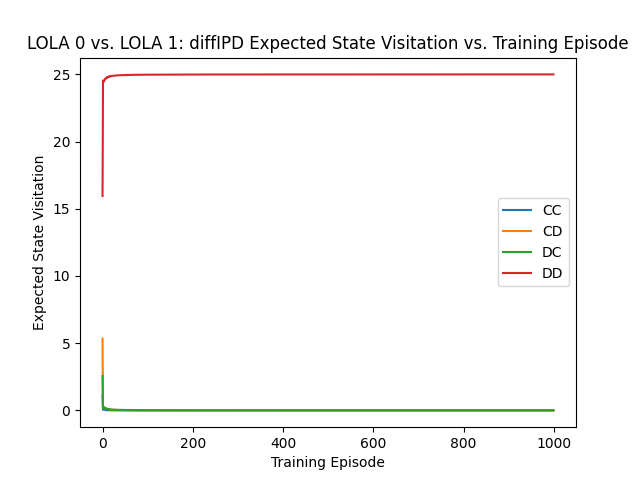 LOLA 0 vs. LOLA 1: diffIPD Expected State Visitation vs. Training Episode
Expected State Visitation
25
20
15
10
5
0
CC
CD
DC
DD
0 200 400 600 800 1000
Training Episode